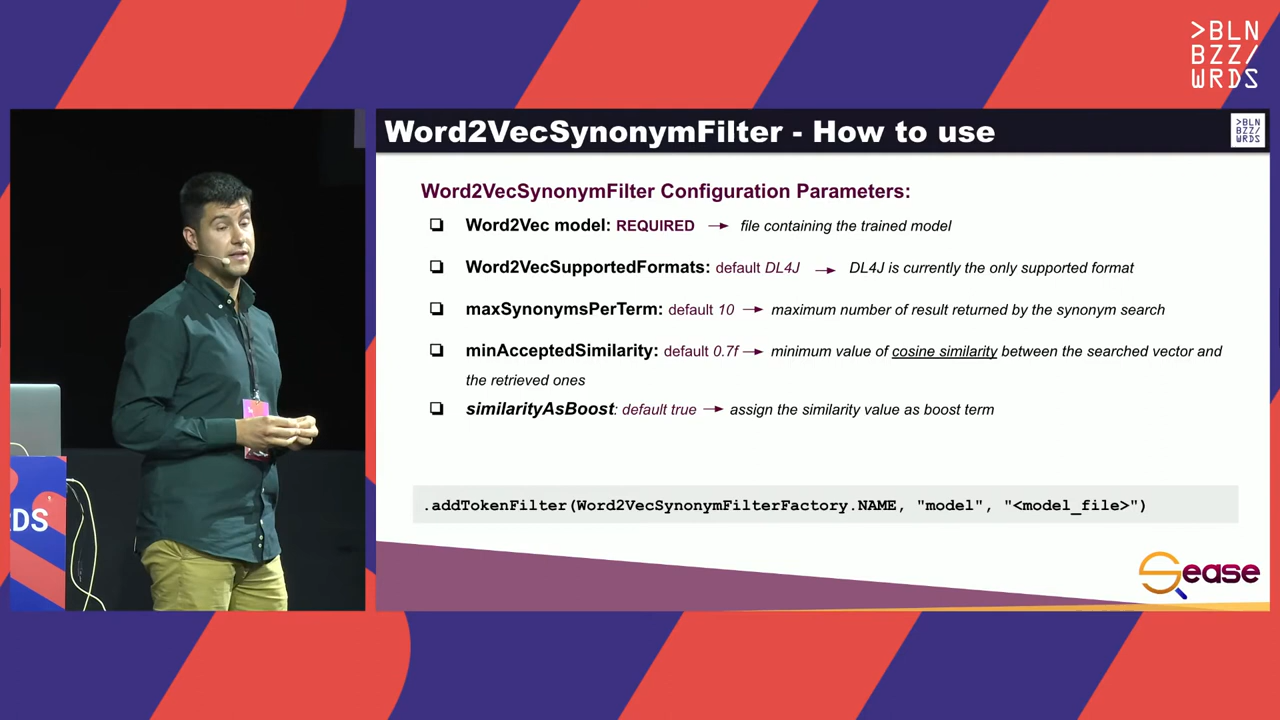 >BLN
BZZ/
WRDS
Word2VecSynonymFilter - How to use
>BLN
BZZ/
WRDS
Word2VecSynonymFilter Configuration Parameters:
❏ Word2Vec model: REQUIRED → file containing the trained model
❏ Word2VecSupportedFormats: default DL4J → DL4J is currently the only supported format
❏ maxSynonymsPerTerm: default 10 → maximum number of result returned by the synonym search
❏ minAcceptedSimilarity: default 0.7f → minimum value of cosine similarity between the searched vector and
the retrieved ones
❏ similarityAsBoost: default true → assign the similarity value as boost term
.addTokenFilter(Word2VecSynonymFilterFactory.NAME, "model", "<model_file>")
Sease
RDS